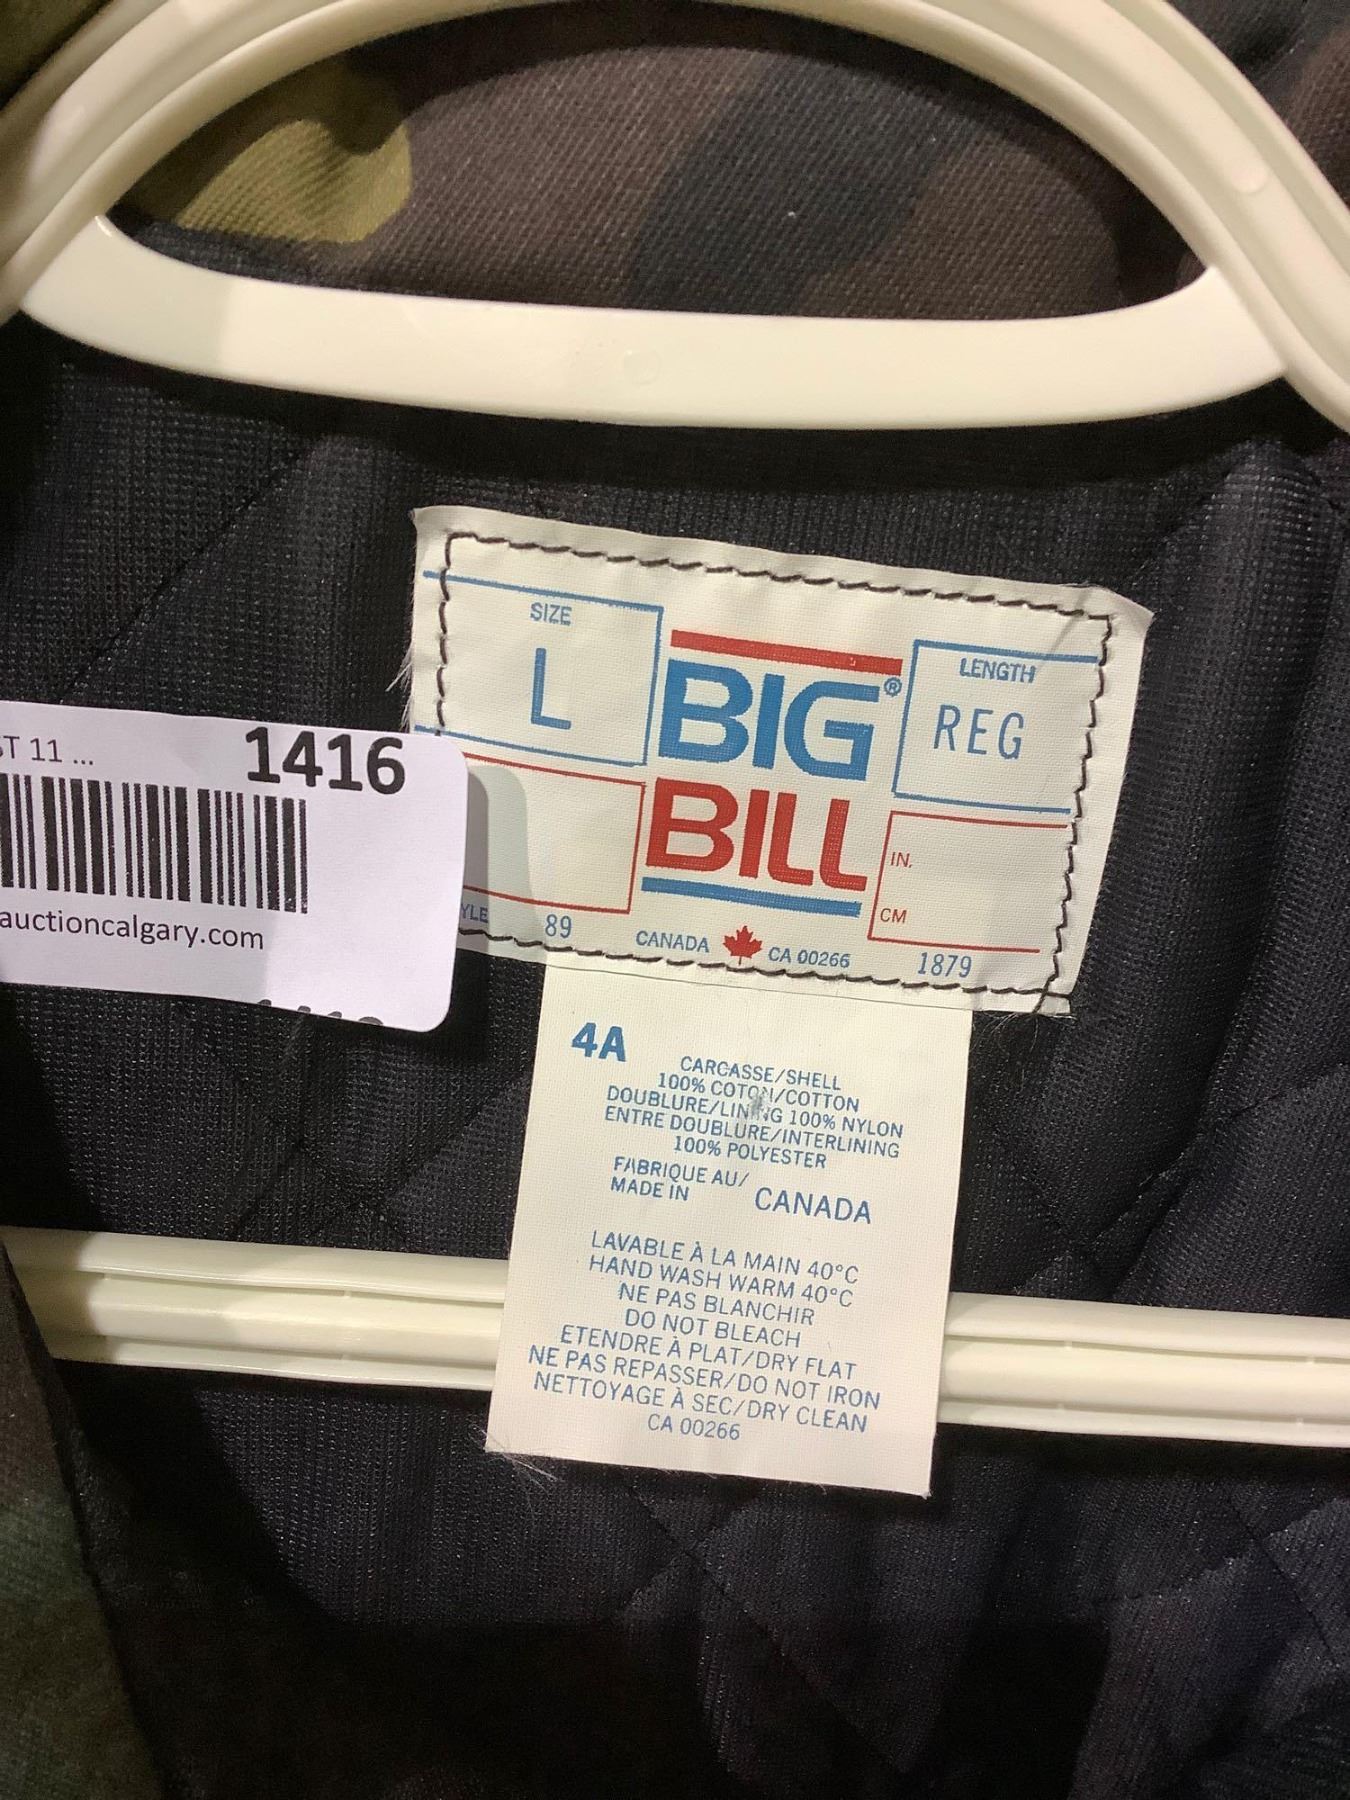 ST 11 ...
1416
auctioncalgary.com
SIZE
L
BIG®
BILL
LENGTH
REG
IN.
CM
YLE
89
CANADA CA 00266
1879
4A
CARCASSE/SHELL
100% COTON/COTTON
DOUBLURE/LINING 100% NYLON
ENTRE DOUBLURE/INTERLINING
100% POLYESTER
FABRIQUE AU/
MADE IN CANADA
LAVABLE À LA MAIN 40°C
HAND WASH WARM 40°C
NE PAS BLANCHIR
DO NOT BLEACH
ETENDRE À PLAT/DRY FLAT
NE PAS REPASSER/DO NOT IRON
NETTOYAGE À SEC/DRY CLEAN
CA 00266